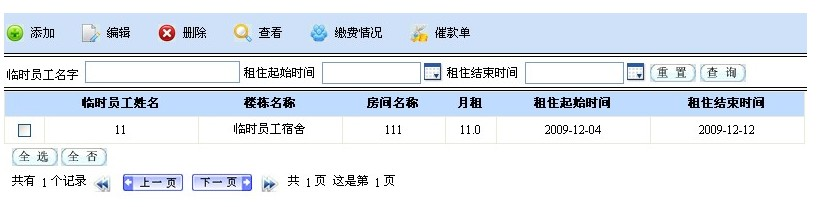 添加 编辑 删除 查看 缴费情况 催款单
临时员工名字 租住起始时间 租住结束时间 重 置 查 询
临时员工姓名 楼栋名称 房间名称 月租 租住起始时间 租住结束时间
11 临时员工宿舍 111 11.0 2009-12-04 2009-12-12
全 选 全 否
共有 1 个记录 上一页 下一页 共 1 页 这是第 1 页